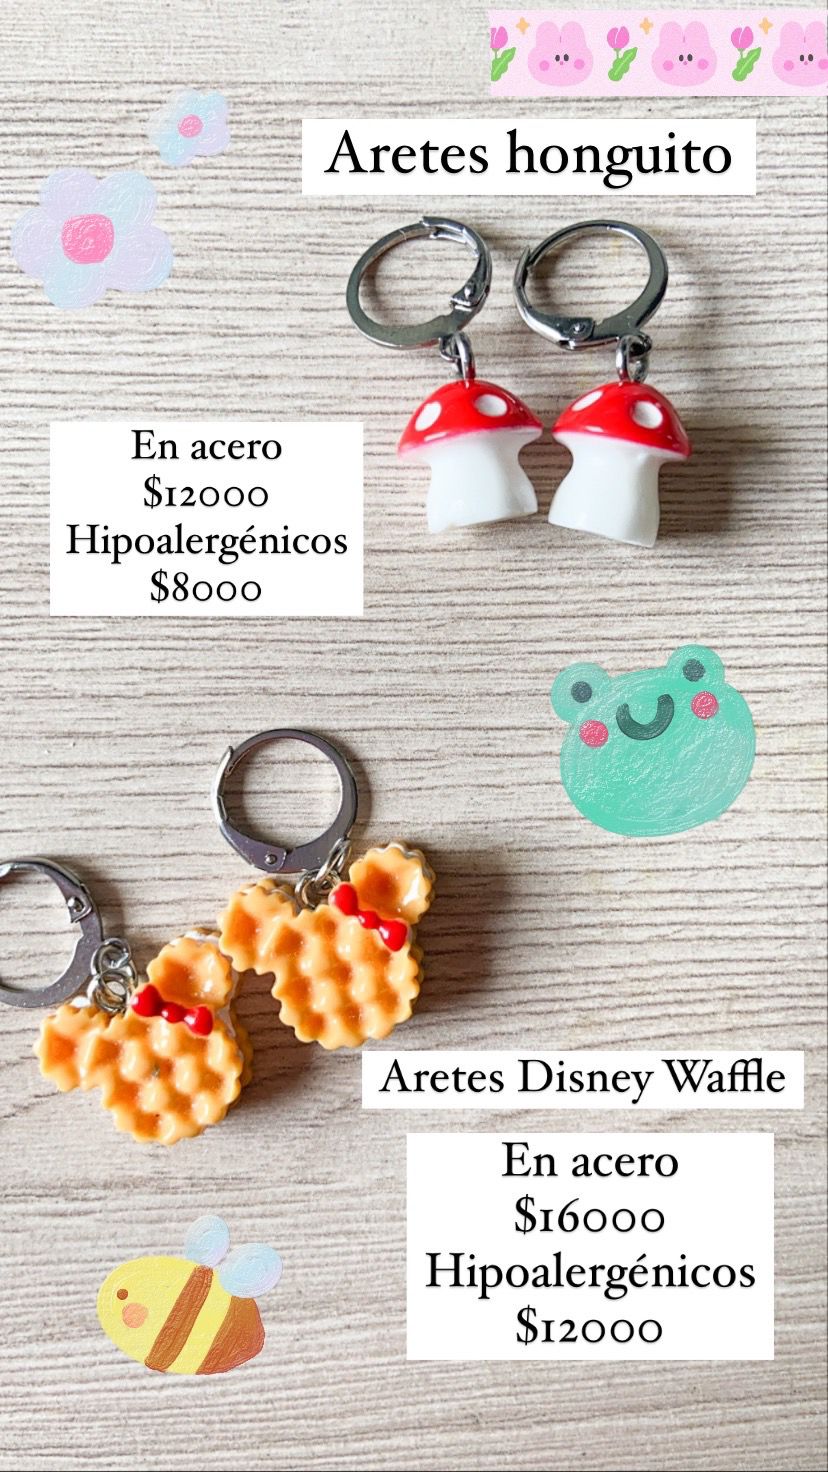 Aretes honguito
En acero
$12000
Hipoalergénicos
$8000
Aretes Disney Waffle
En acero
$16000
Hipoalergénicos
$12000